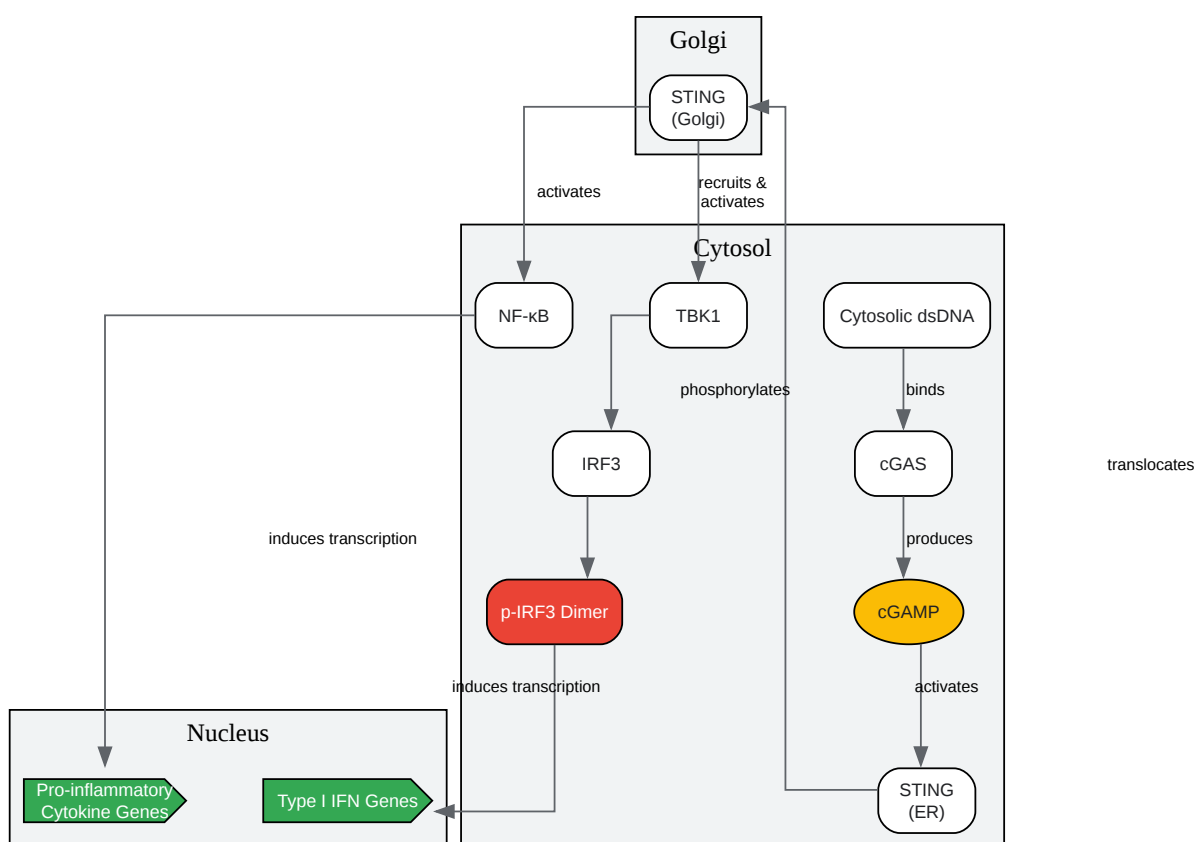 Golgi
STING
(Golgi)
activates
recruits &
activates
Cytosol
NF-κB
TBK1
Cytosolic dsDNA
phosphorylates
binds
IRF3
cGAS
translocates
induces transcription
produces
p-IRF3 Dimer
cGAMP
induces transcription
activates
Nucleus
Pro-inflammatory
Cytokine Genes
Type I IFN Genes
STING
(ER)